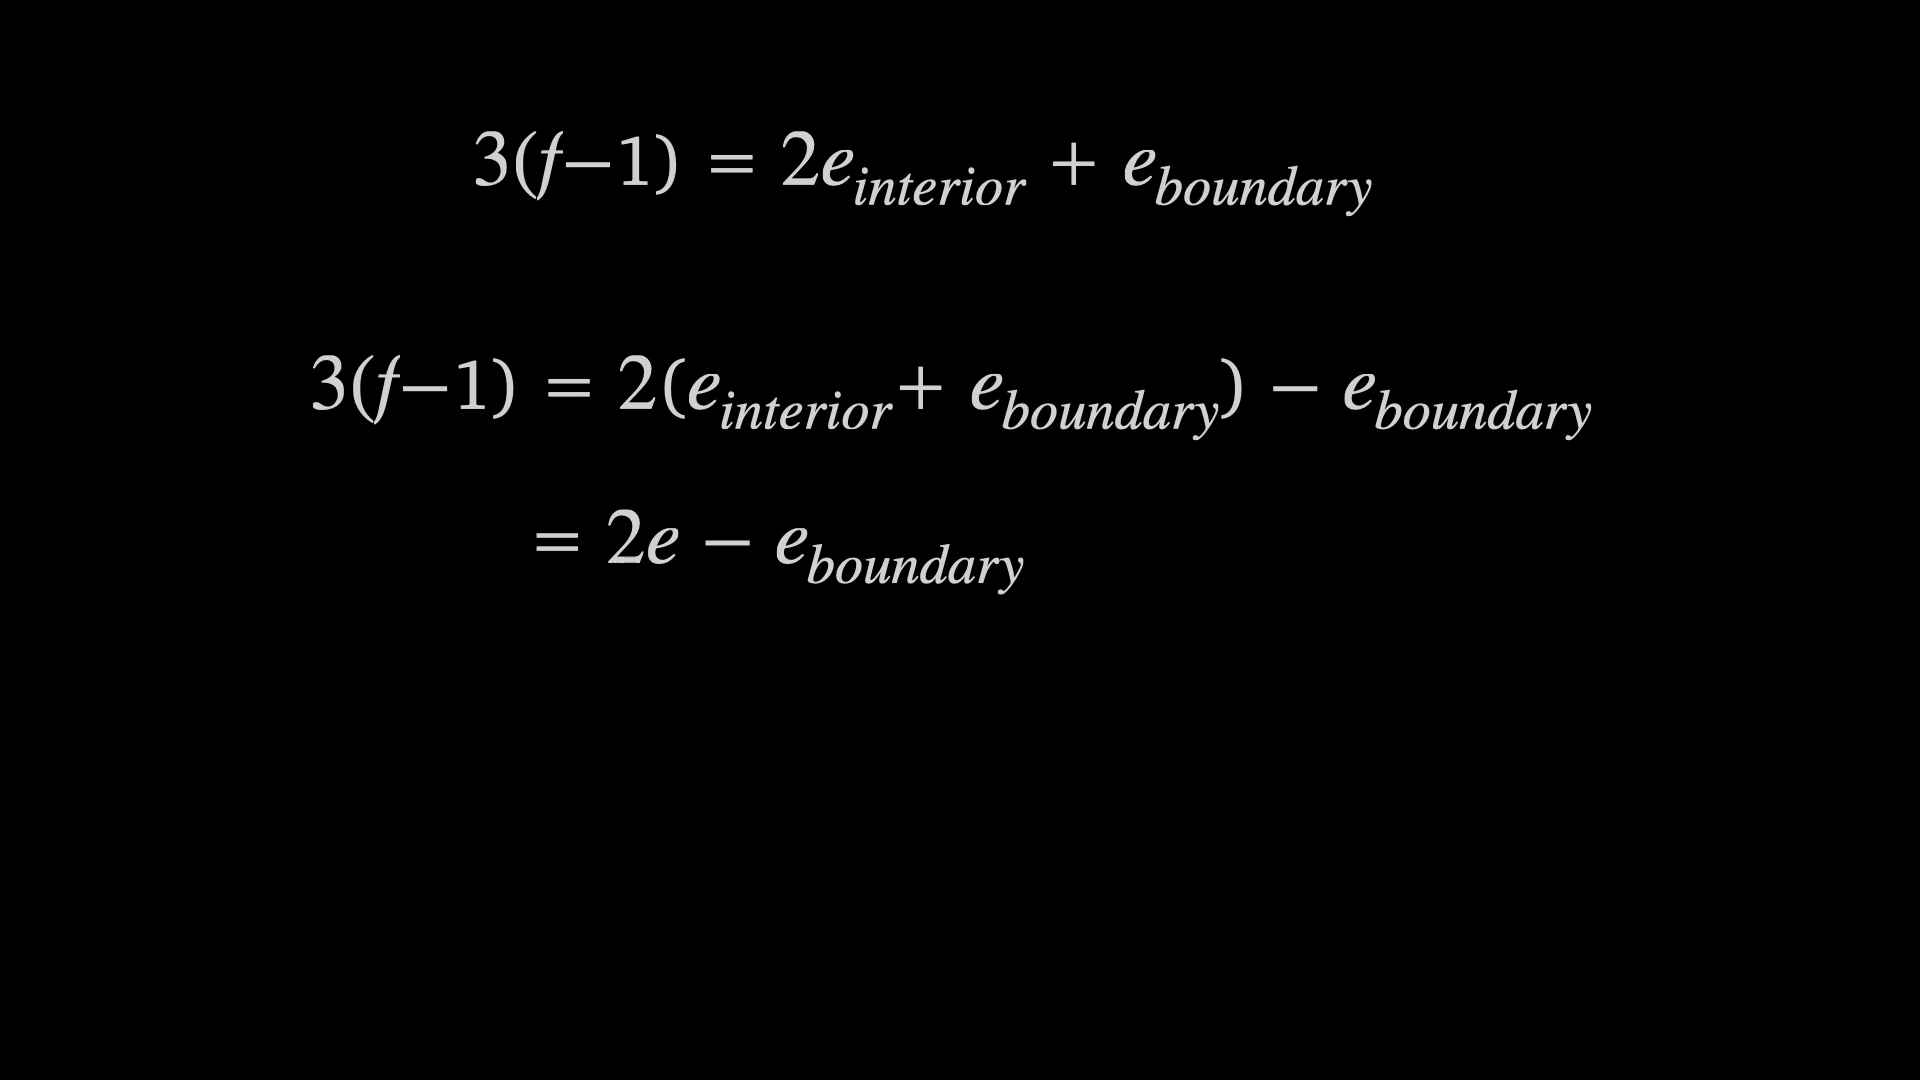 3(f−1) = 2e_interior + e_boundary
3(f−1) = 2(e_interior + e_boundary) − e_boundary
= 2e − e_boundary